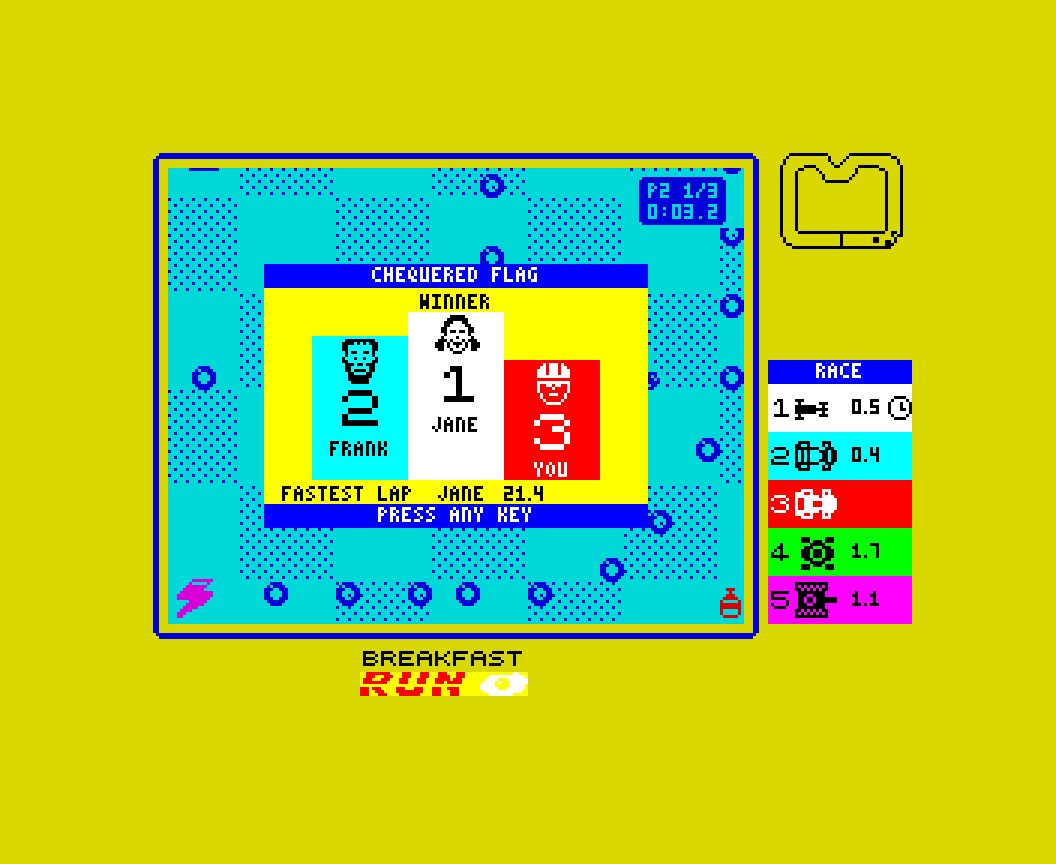 P2 1/3
0:03.2
CHEQUERED FLAG
WINNER
1
JANE
2
FRANK
3
YOU
FASTEST LAP JANE 21.4
PRESS ANY KEY
RACE
1 0.5
2 0.4
3
4 1.7
5 1.1
BREAKFAST
RUN